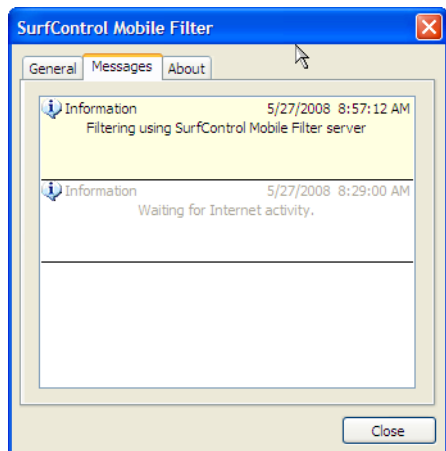 SurfControl Mobile Filter
General Messages About
Information 5/27/2008 8:57:12 AM
Filtering using SurfControl Mobile Filter server
Information 5/27/2008 8:29:00 AM
Waiting for Internet activity.
Close